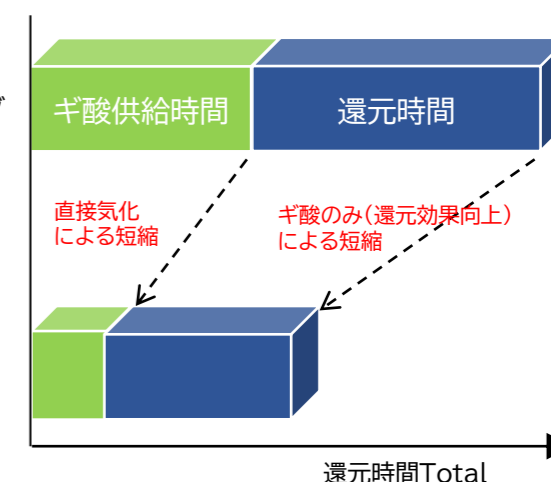 ギ酸供給時間
還元時間
直接気化
による短縮
ギ酸のみ(還元効果向上)
による短縮
還元時間Total